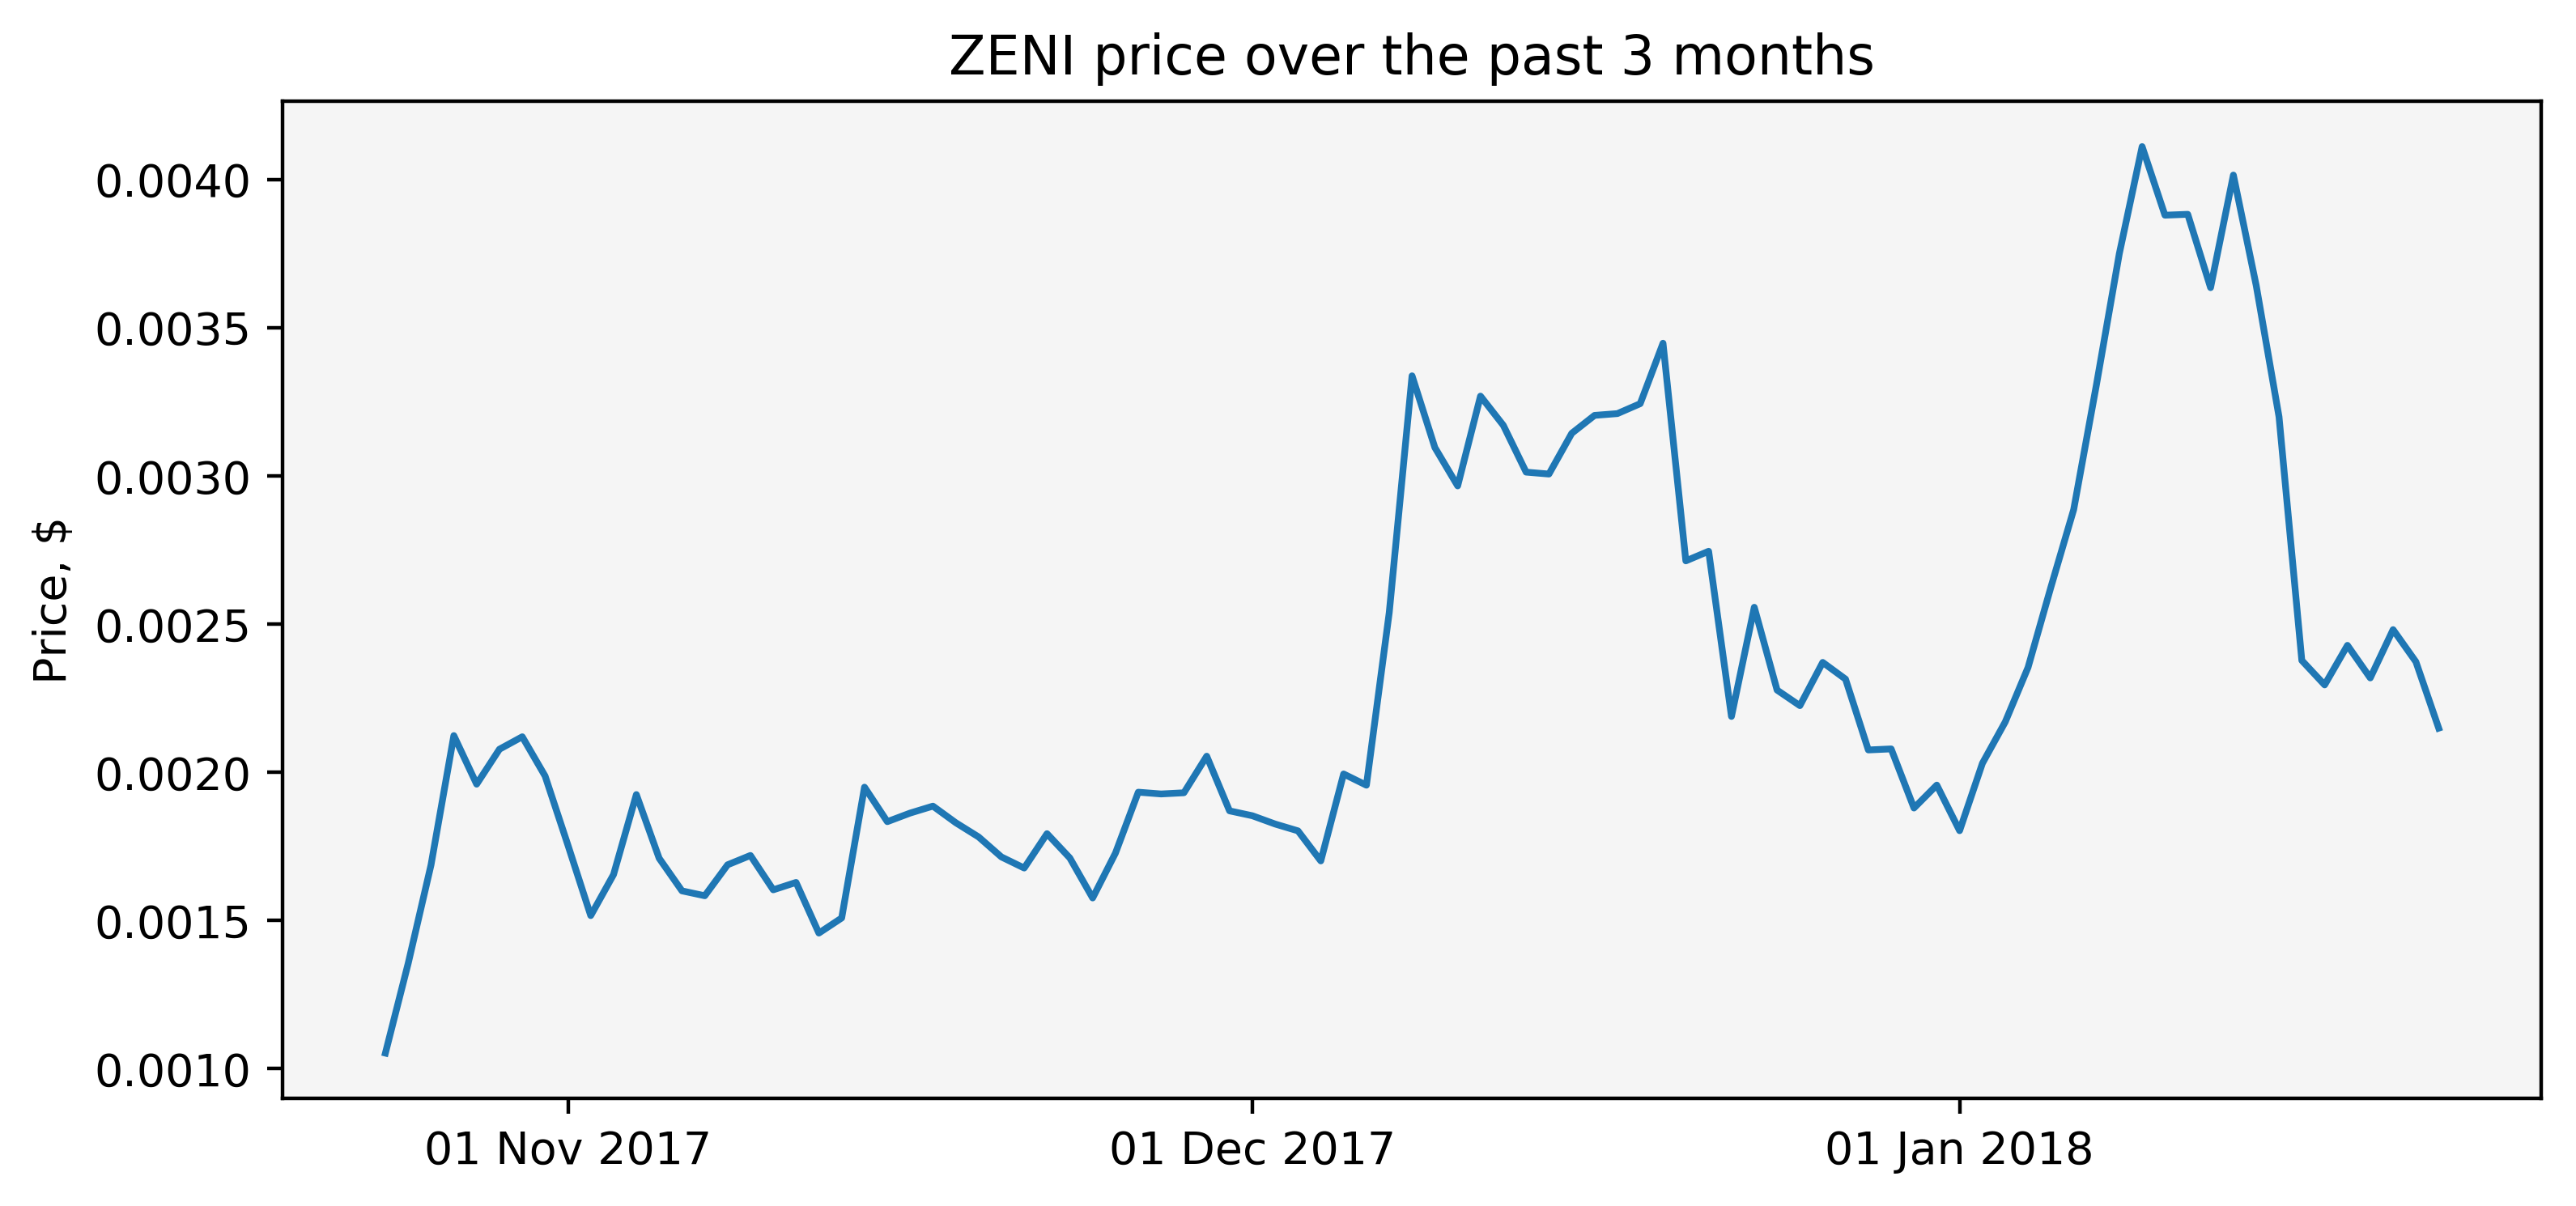 ZENI price over the past 3 months
Price, $
0.0040
0.0035
0.0030
0.0025
0.0020
0.0015
0.0010
01 Nov 2017
01 Dec 2017
01 Jan 2018